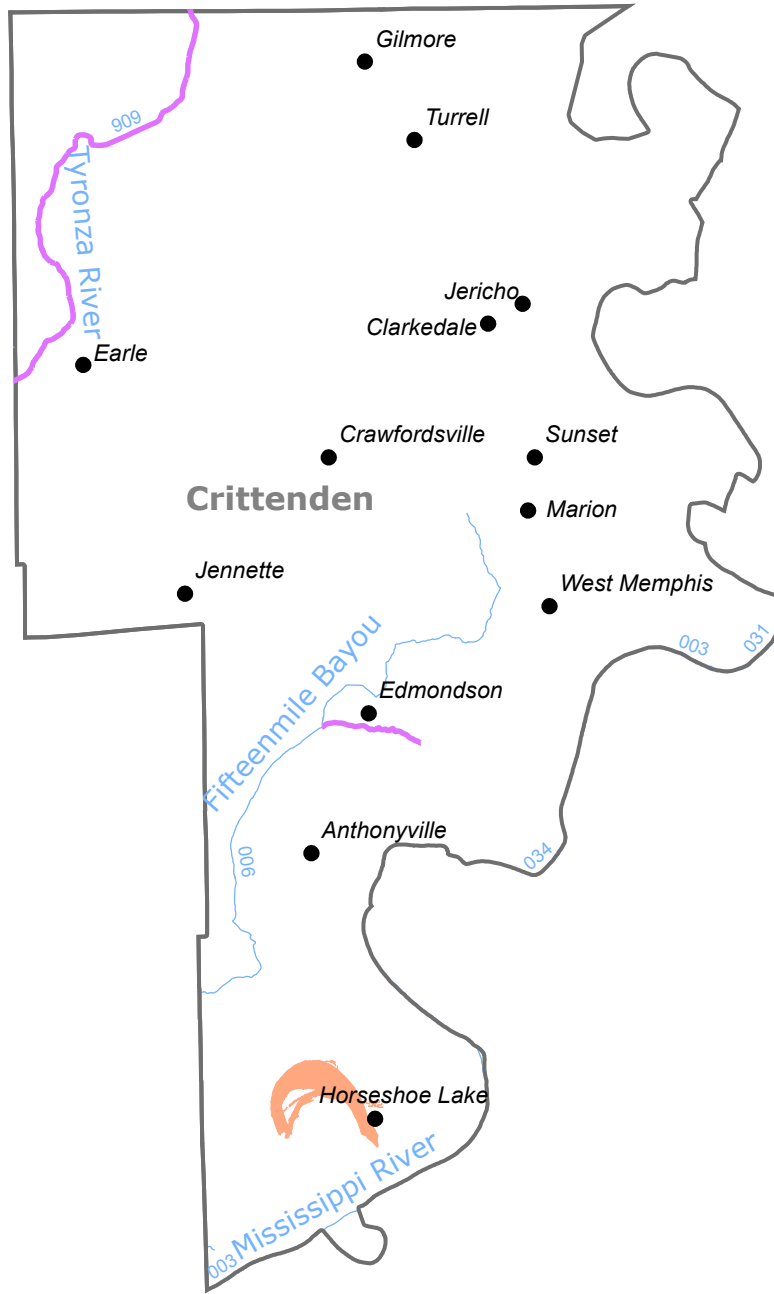 Gilmore
909
Turrell
Tyronza River
Jericho
Clarkedale
Earle
Crawfordsville
Sunset
Crittenden
Marion
Jennette
West Memphis
003
031
Fifteenmile Bayou
Edmondson
Anthonyville
006
034
Horseshoe Lake
Mississippi River
003